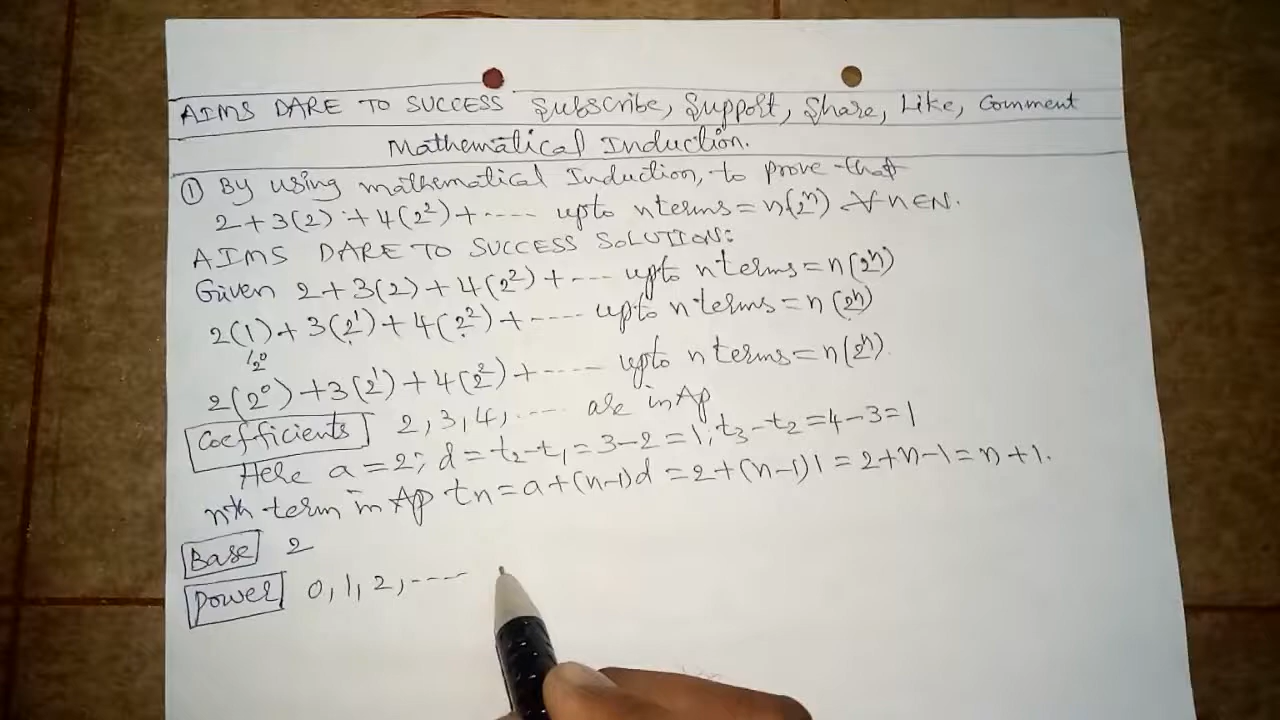 AIMS DARE TO SUCCESS Subscribe, Support, Share, Like, Comment
Mathematical Induction.
① By using mathematical Induction, to prove that
2+3(2)+4(2²)+---- upto n terms = n(2ⁿ) ∀ n∈N.
AIMS DARE TO SUCCESS SOLUTION:
Given 2+3(2)+4(2²)+---- upto n terms = n(2ⁿ)
2(1)+3(2¹)+4(2²)+---- upto n terms = n(2ⁿ)
2⁰
2(2⁰)+3(2¹)+4(2²)+---- upto n terms = n(2ⁿ).
Coefficients 2,3,4,---- are in Ap
Here a=2; d=t₂-t₁=3-2=1, t₃-t₂=4-3=1
nth term in Ap tn=a+(n-1)d=2+(n-1)1=2+n-1=n+1.
Base 2
power 0,1,2,----